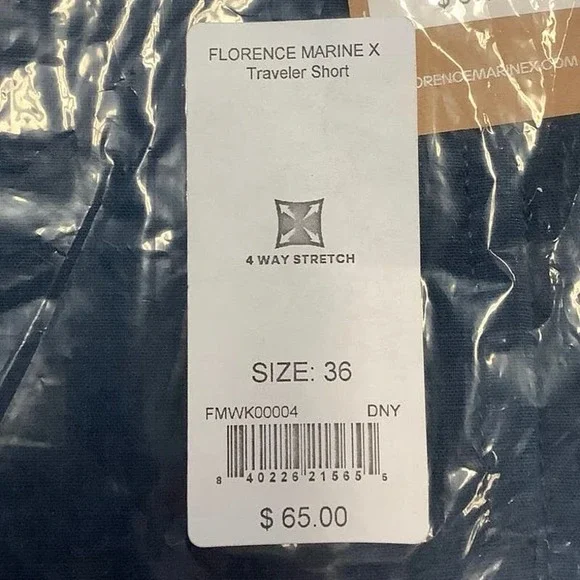 FLORENCE MARINE X
Traveler Short
ORENCEMARINEX.COM
4 WAY STRETCH
SIZE: 36
FMWK00004 DNY
8 40226 21565 5
$ 65.00